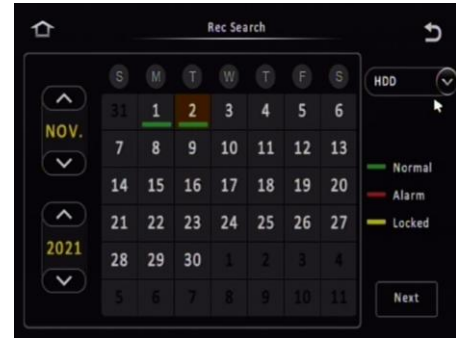 Rec Search
S M T W T F S
HDD
31 1 2 3 4 5 6
NOV.
7 8 9 10 11 12 13
Normal
14 15 16 17 18 19 20
Alarm
21 22 23 24 25 26 27
Locked
2021
28 29 30 1 2 3 4
5 6 7 8 9 10 11
Next